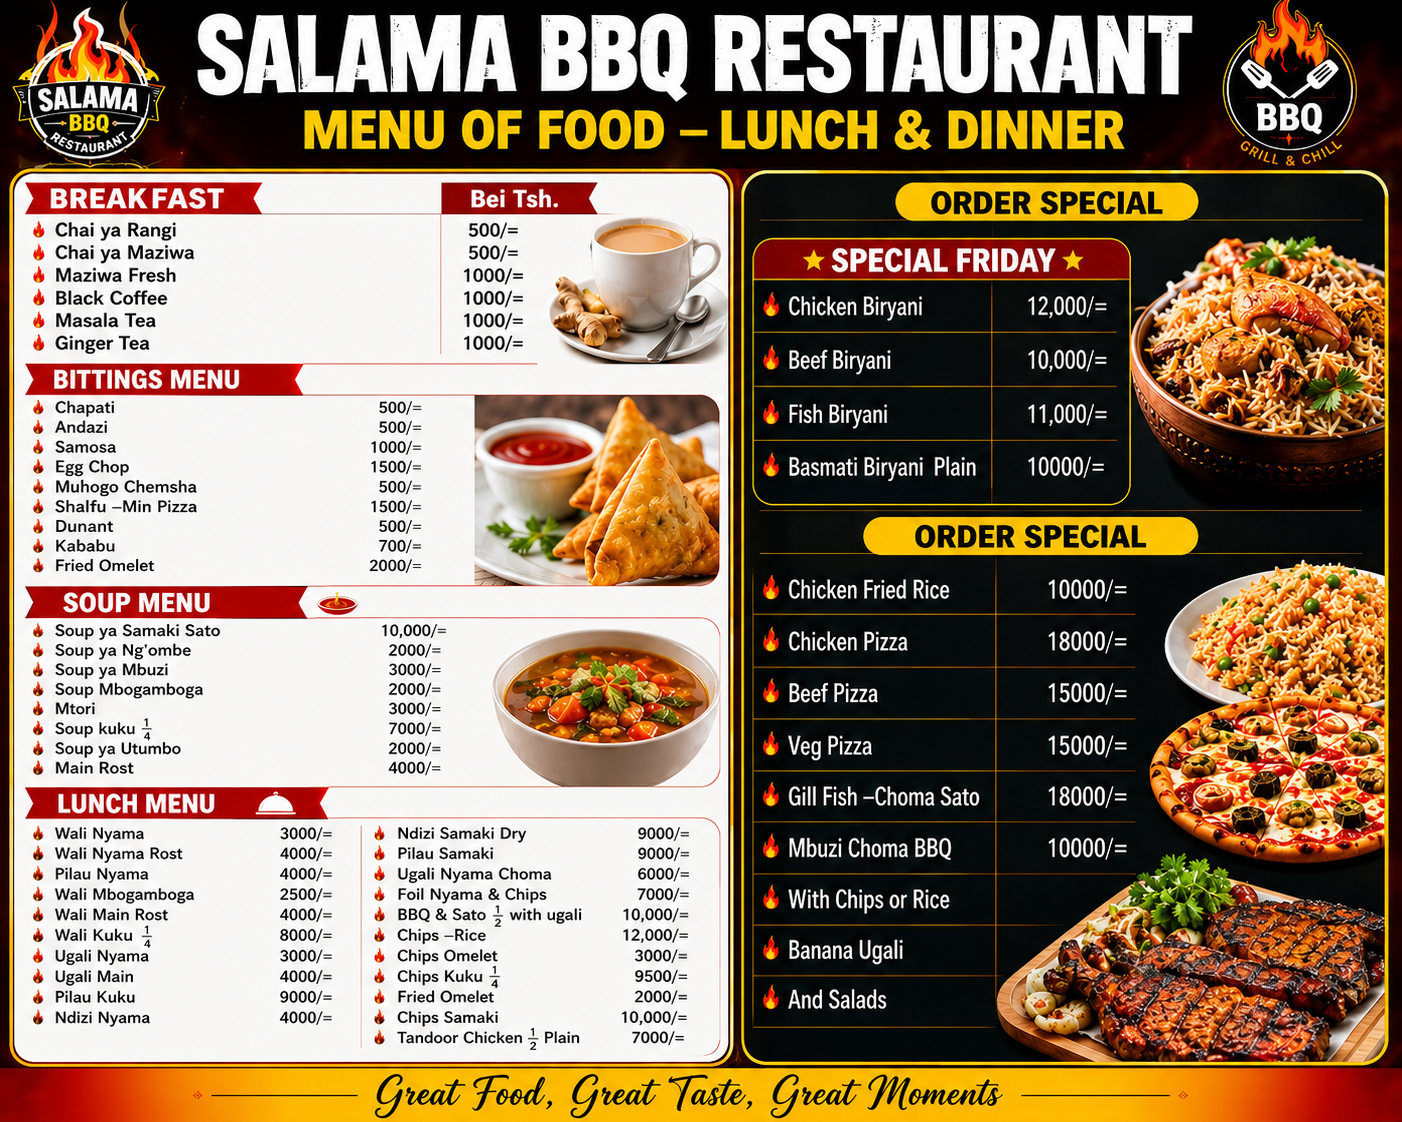 SALAMA BBQ RESTAURANT
MENU OF FOOD – LUNCH & DINNER
SALAMA
BBQ
RESTAURANT
BBQ
GRILL & CHILL
BREAKFAST Bei Tsh.
Chai ya Rangi 500/=
Chai ya Maziwa 500/=
Maziwa Fresh 1000/=
Black Coffee 1000/=
Masala Tea 1000/=
Ginger Tea 1000/=
BITTINGS MENU
Chapati 500/=
Andazi 500/=
Samosa 1000/=
Egg Chop 1500/=
Muhogo Chemsha 500/=
Shalfu –Min Pizza 1500/=
Dunant 500/=
Kababu 700/=
Fried Omelet 2000/=
SOUP MENU
Soup ya Samaki Sato 10,000/=
Soup ya Ng'ombe 2000/=
Soup ya Mbuzi 3000/=
Soup Mbogamboga 2000/=
Mtori 3000/=
Soup kuku 1/4 7000/=
Soup ya Utumbo 2000/=
Main Rost 4000/=
LUNCH MENU
Wali Nyama 3000/=
Wali Nyama Rost 4000/=
Pilau Nyama 4000/=
Wali Mbogamboga 2500/=
Wali Main Rost 4000/=
Wali Kuku 1/4 8000/=
Ugali Nyama 3000/=
Ugali Main 4000/=
Pilau Kuku 9000/=
Ndizi Nyama 4000/=
Ndizi Samaki Dry 9000/=
Pilau Samaki 9000/=
Ugali Nyama Choma 6000/=
Foil Nyama & Chips 7000/=
BBQ & Sato 1/2 with ugali 10,000/=
Chips –Rice 12,000/=
Chips Omelet 3000/=
Chips Kuku 1/4 9500/=
Fried Omelet 2000/=
Chips Samaki 10,000/=
Tandoor Chicken 1/2 Plain 7000/=
ORDER SPECIAL
SPECIAL FRIDAY
Chicken Biryani 12,000/=
Beef Biryani 10,000/=
Fish Biryani 11,000/=
Basmati Biryani Plain 10000/=
ORDER SPECIAL
Chicken Fried Rice 10000/=
Chicken Pizza 18000/=
Beef Pizza 15000/=
Veg Pizza 15000/=
Gill Fish –Choma Sato 18000/=
Mbuzi Choma BBQ 10000/=
With Chips or Rice
Banana Ugali
And Salads
Great Food, Great Taste, Great Moments